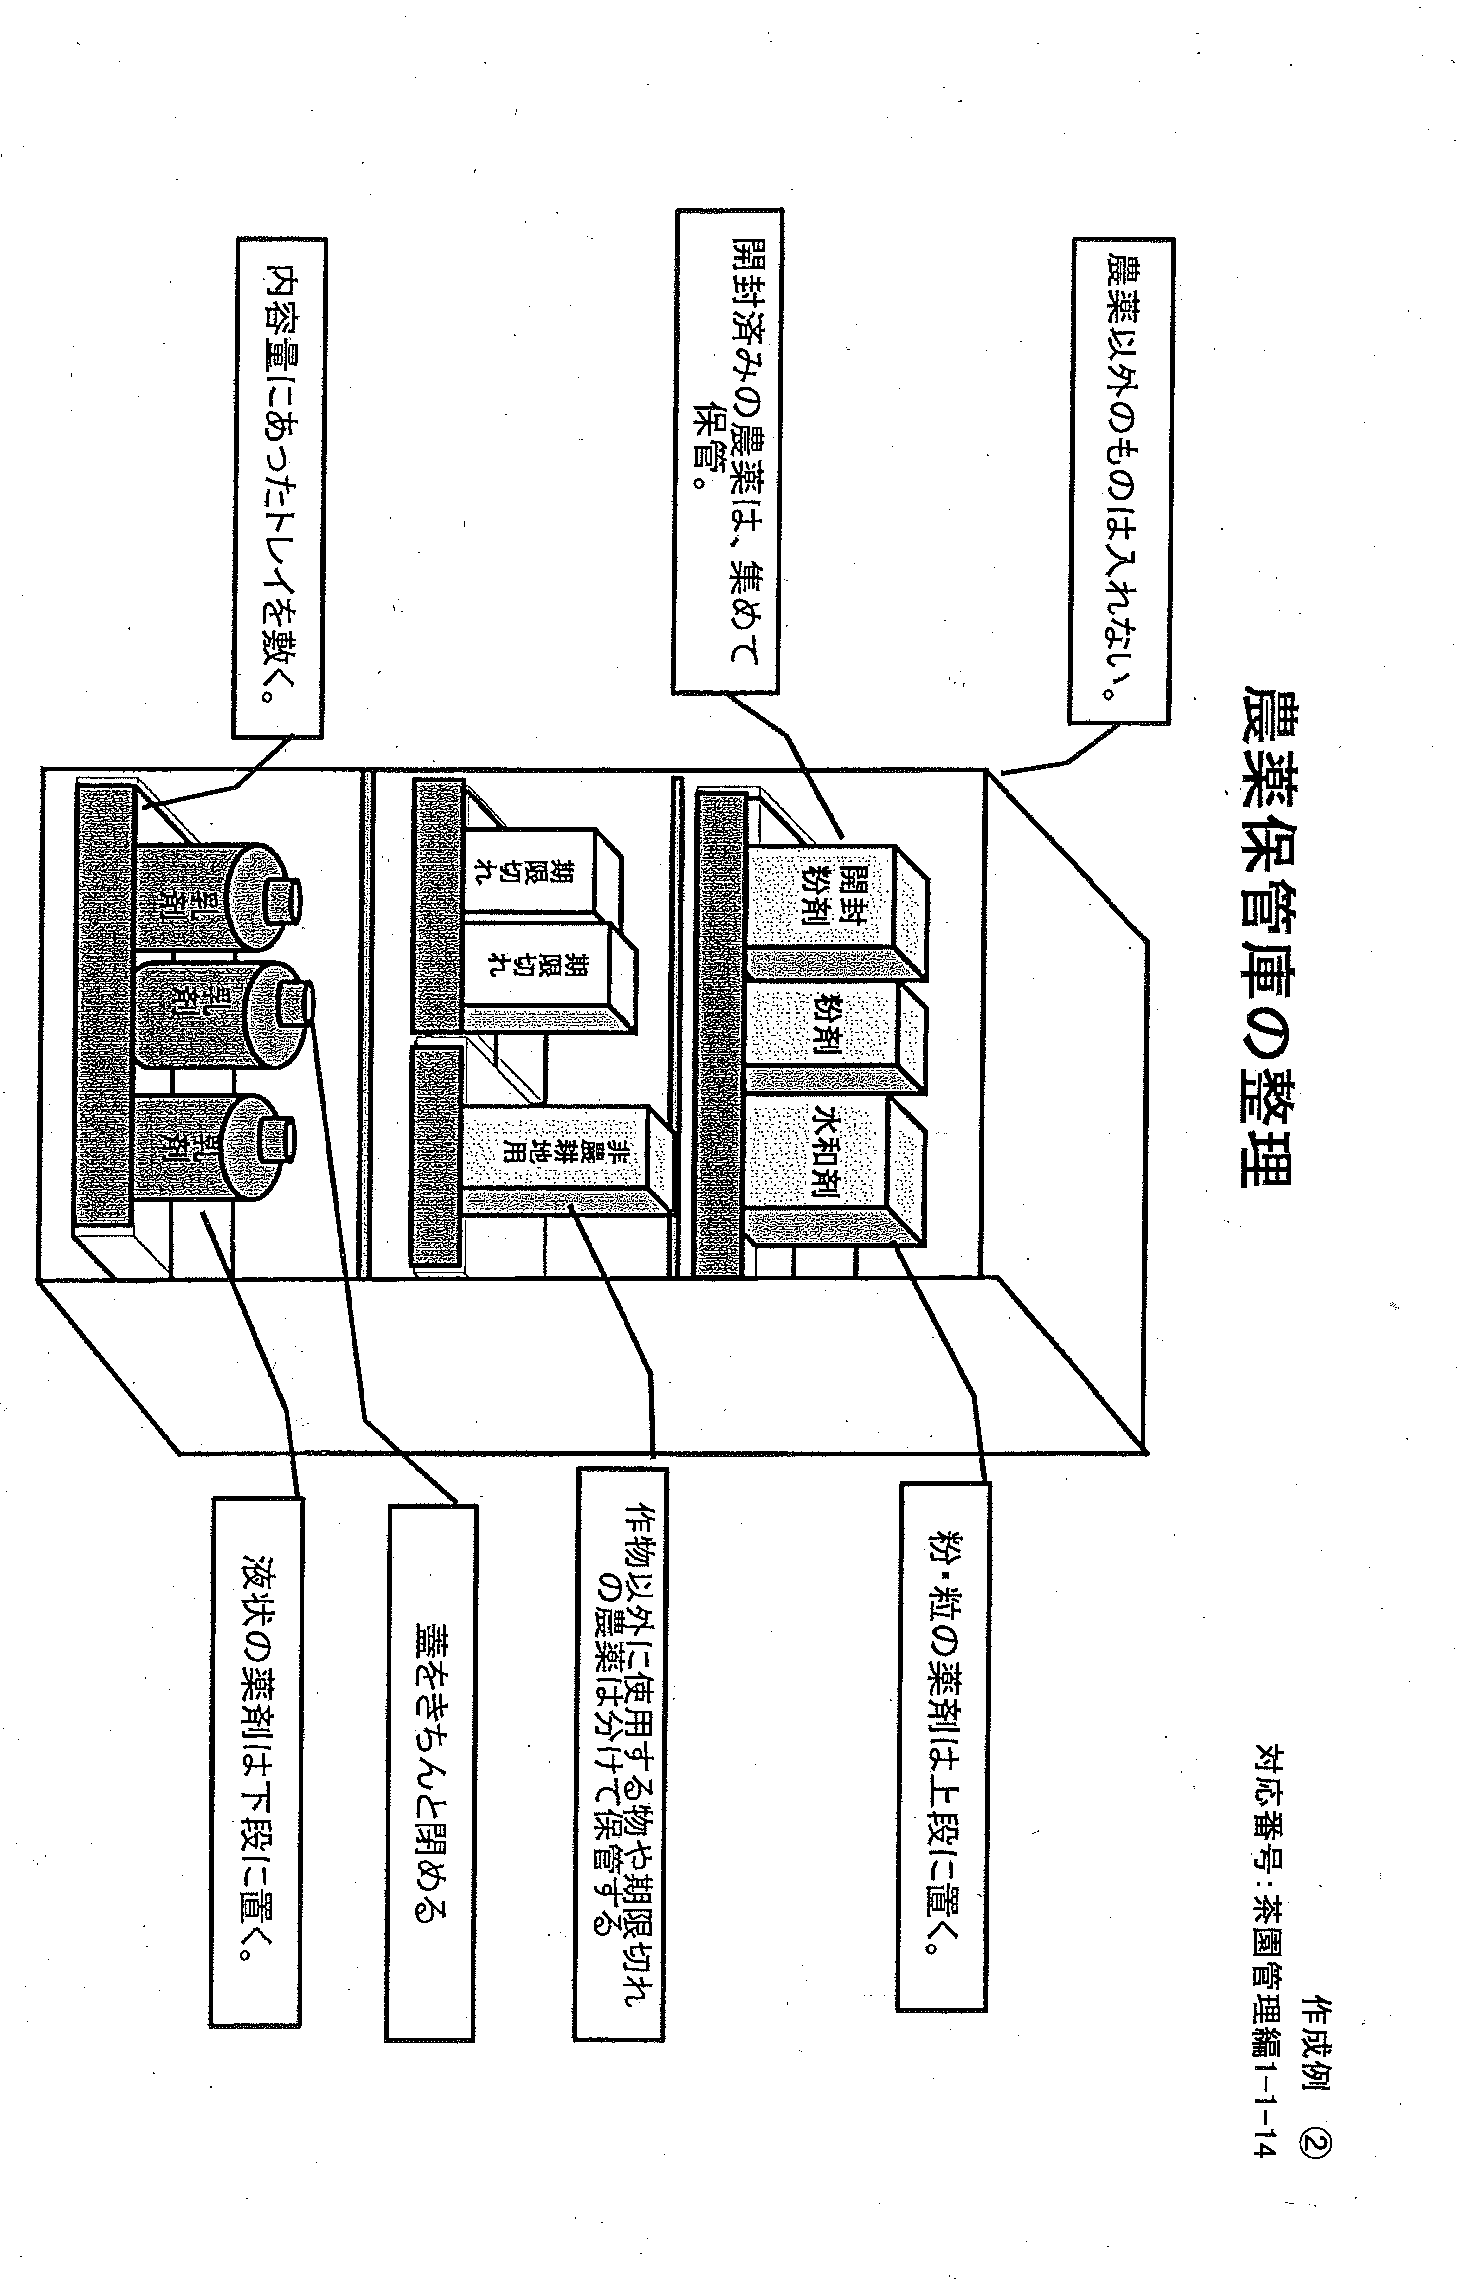 作成例 ②
対応番号:茶園管理編1-1-14
農薬保管庫の整理
農薬以外のものは入れない。
開封済みの農薬は、集めて
保管。
内容量にあったトレイを敷く。
開封
粉剤
粉剤
水和剤
期限切れ
期限切れ
非農耕地用
乳剤
乳剤
乳剤
粉・粒の薬剤は上段に置く。
作物以外に使用する物や期限切れ
の農薬は分けて保管する
蓋をきちんと閉める
液状の薬剤は下段に置く。